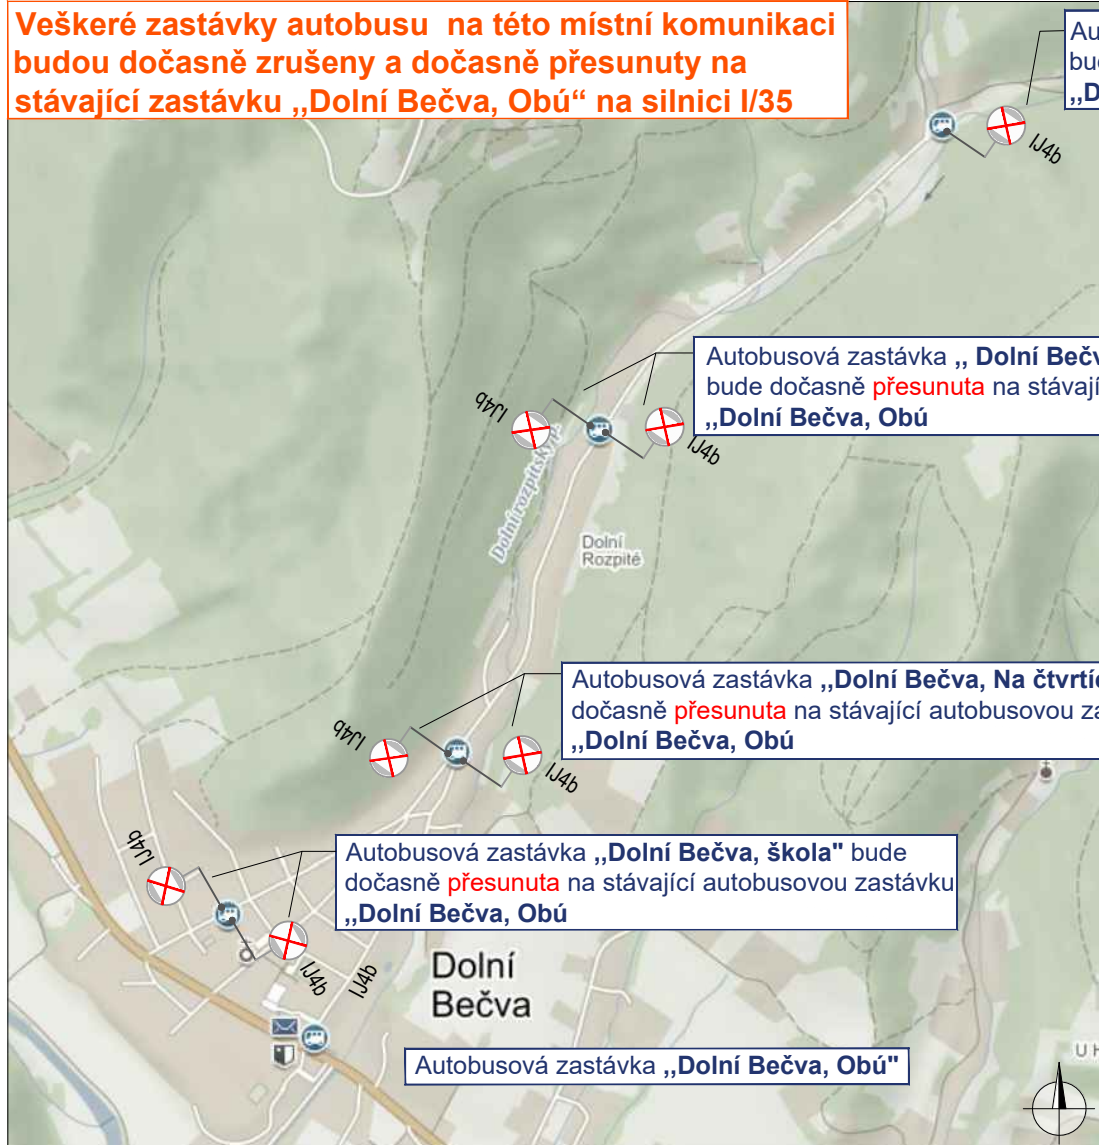 Veškeré zastávky autobusu na této místní komunikaci
budou dočasně zrušeny a dočasně přesunuty na
stávající zastávku ,,Dolní Bečva, Obú“ na silnici I/35
IJ4b
Autobusová zastávka ,, Dolní Bečv
bude dočasně přesunuta na stávají
,,Dolní Bečva, Obú
IJ4b
IJ4b
Dolní rozpitský p.
Dolní
Rozpité
Autobusová zastávka ,,Dolní Bečva, Na čtvrtí
dočasně přesunuta na stávající autobusovou za
,,Dolní Bečva, Obú
IJ4b
IJ4b
Autobusová zastávka ,,Dolní Bečva, škola" bude
dočasně přesunuta na stávající autobusovou zastávku
,,Dolní Bečva, Obú
IJ4b
IJ4b
IJ4b
Dolní
Bečva
Autobusová zastávka ,,Dolní Bečva, Obú"